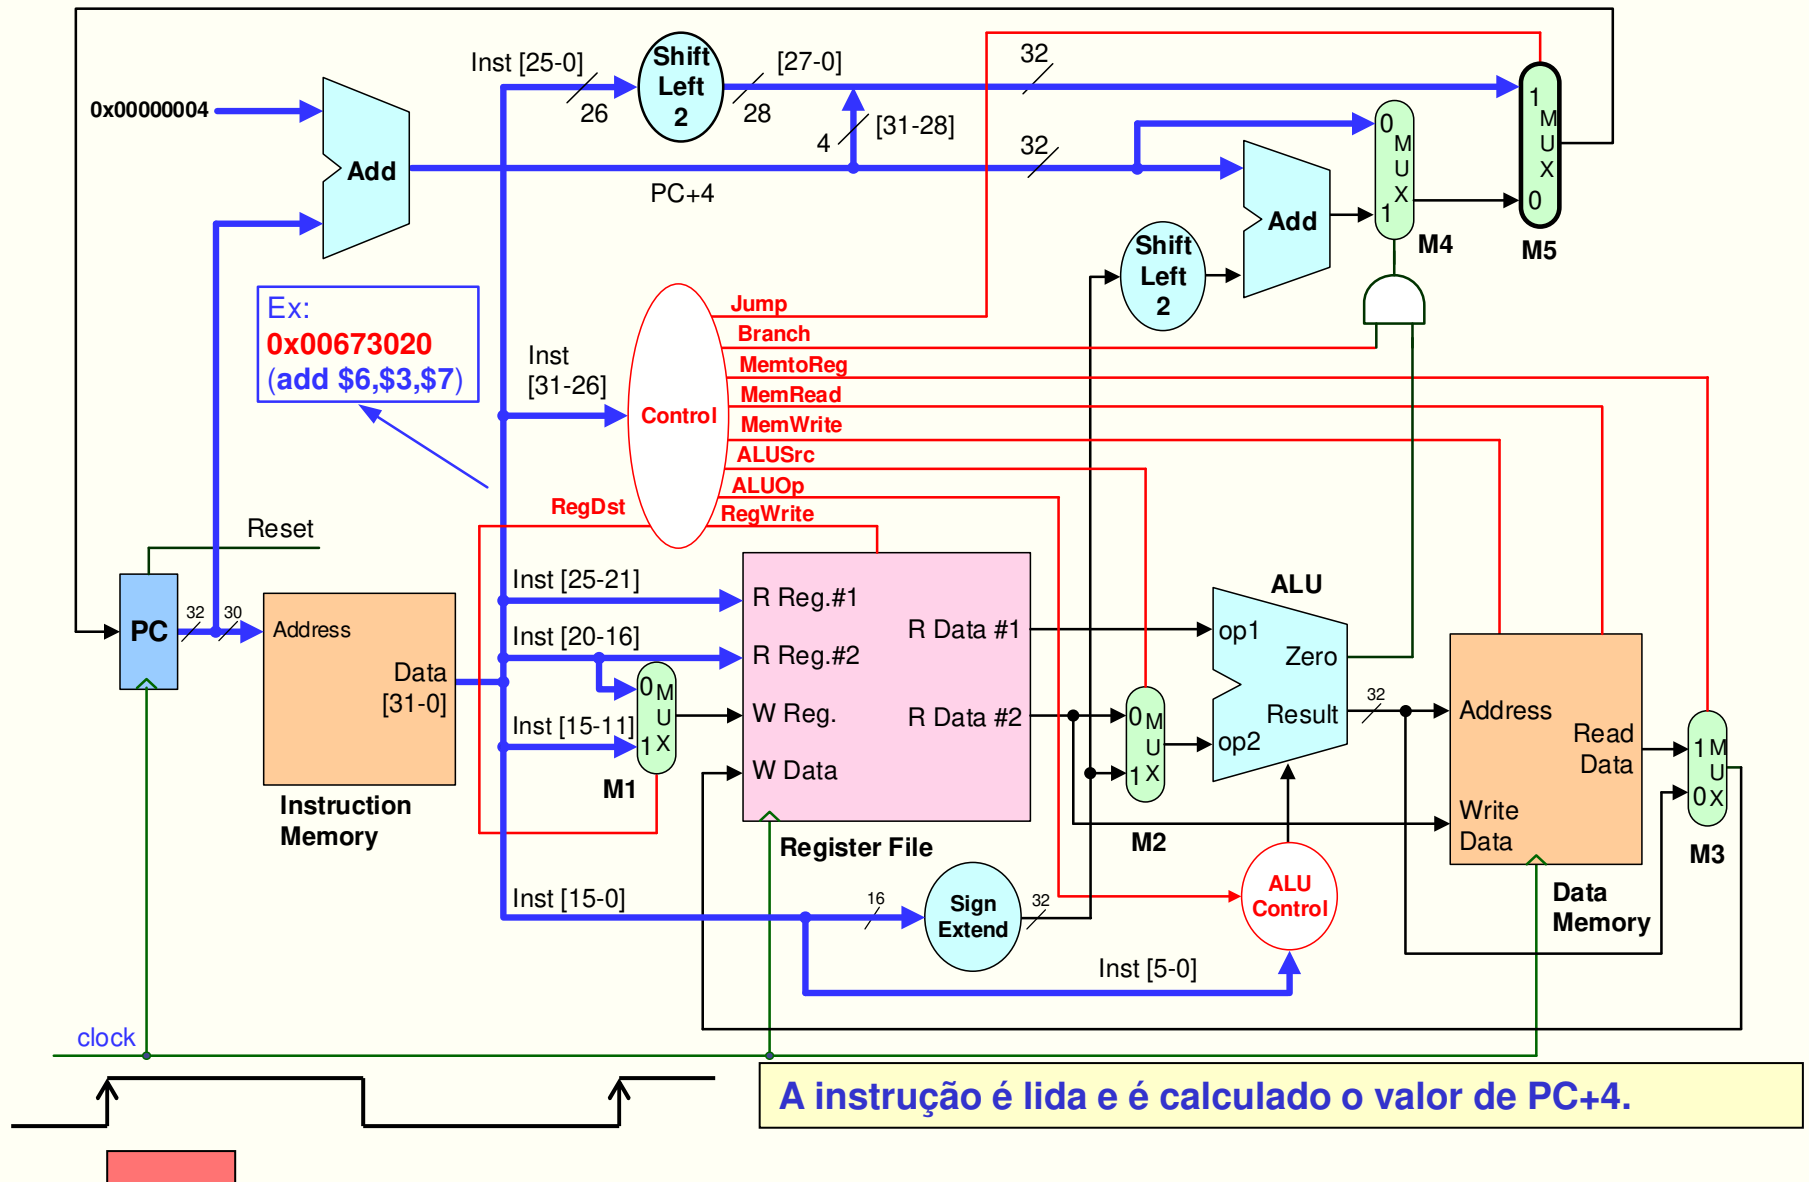 Inst [25-0]
26
Shift
Left
2
[27-0]
28
32
0x00000004
Add
4
[31-28]
PC+4
32
0
M
U
X
1
M4
1
M
U
X
0
M5
Shift
Left
2
Add
Ex:
0x00673020
(add $6,$3,$7)
Inst
[31-26]
Control
Jump
Branch
MemtoReg
MemRead
MemWrite
ALUSrc
ALUOp
RegDst
RegWrite
Reset
PC
32
30
Address
Data
[31-0]
Instruction
Memory
Inst [25-21]
Inst [20-16]
Inst [15-11]
0 M
U
1 X
M1
R Reg.#1
R Reg.#2
W Reg.
W Data
R Data #1
R Data #2
Register File
0 M
U
1 X
M2
ALU
op1
Zero
Result
op2
32
Address
Read
Data
Write
Data
Data
Memory
1 M
U
0 X
M3
Inst [15-0]
16
Sign
Extend
32
ALU
Control
Inst [5-0]
clock
A instrução é lida e é calculado o valor de PC+4.